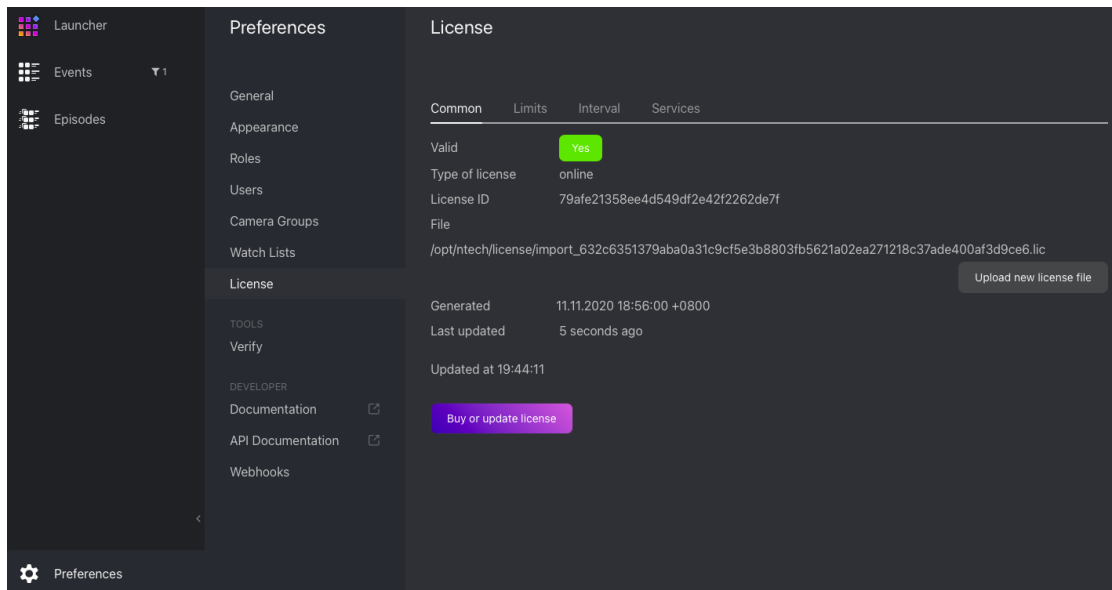 Launcher
Events 1
Episodes
Preferences
Preferences
General
Appearance
Roles
Users
Camera Groups
Watch Lists
License
TOOLS
Verify
DEVELOPER
Documentation
API Documentation
Webhooks
License
Common Limits Interval Services
Valid Yes
Type of license online
License ID 79afe21358ee4d549df2e42f2262de7f
File
/opt/ntech/license/import_632c6351379aba0a31c9cf5e3b8803fb5621a02ea271218c37ade400af3d9ce6.lic
Upload new license file
Generated 11.11.2020 18:56:00 +0800
Last updated 5 seconds ago
Updated at 19:44:11
Buy or update license